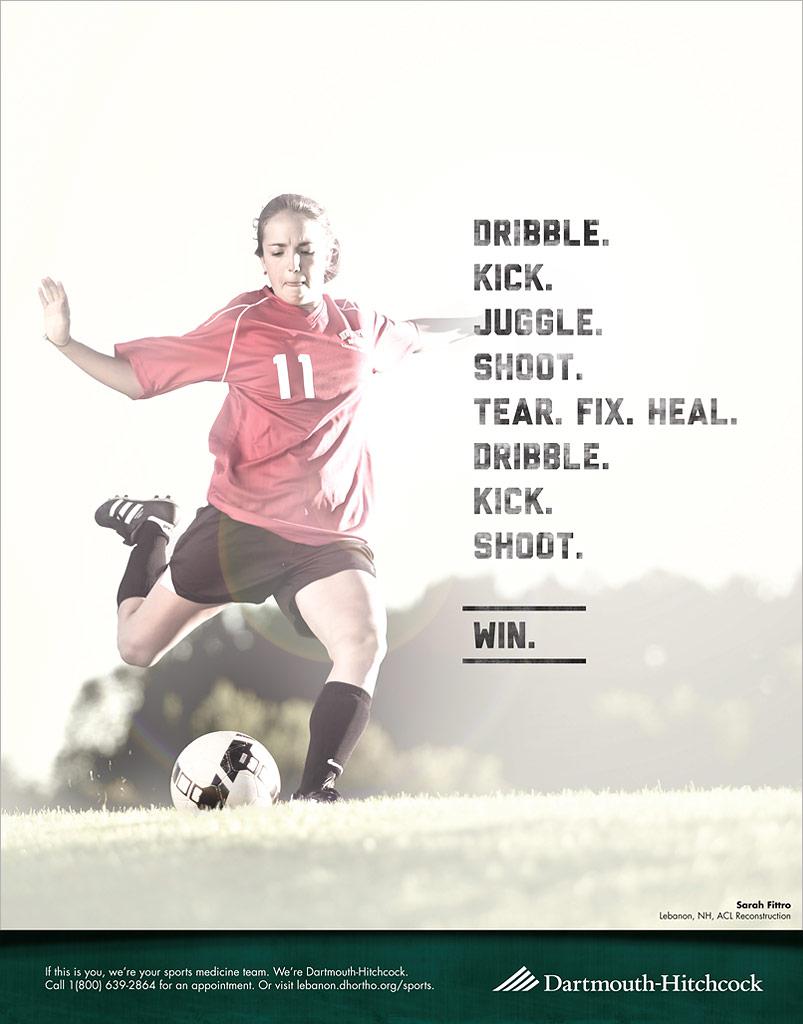 11
DRIBBLE.
KICK.
JUGGLE.
SHOOT.
TEAR. FIX. HEAL.
DRIBBLE.
KICK.
SHOOT.
WIN.
Sarah Fittro
Lebanon, NH, ACL Reconstruction
If this is you, we're your sports medicine team. We're Dartmouth-Hitchcock.
Call 1(800) 639-2864 for an appointment. Or visit lebanon.dhortho.org/sports.
Dartmouth-Hitchcock